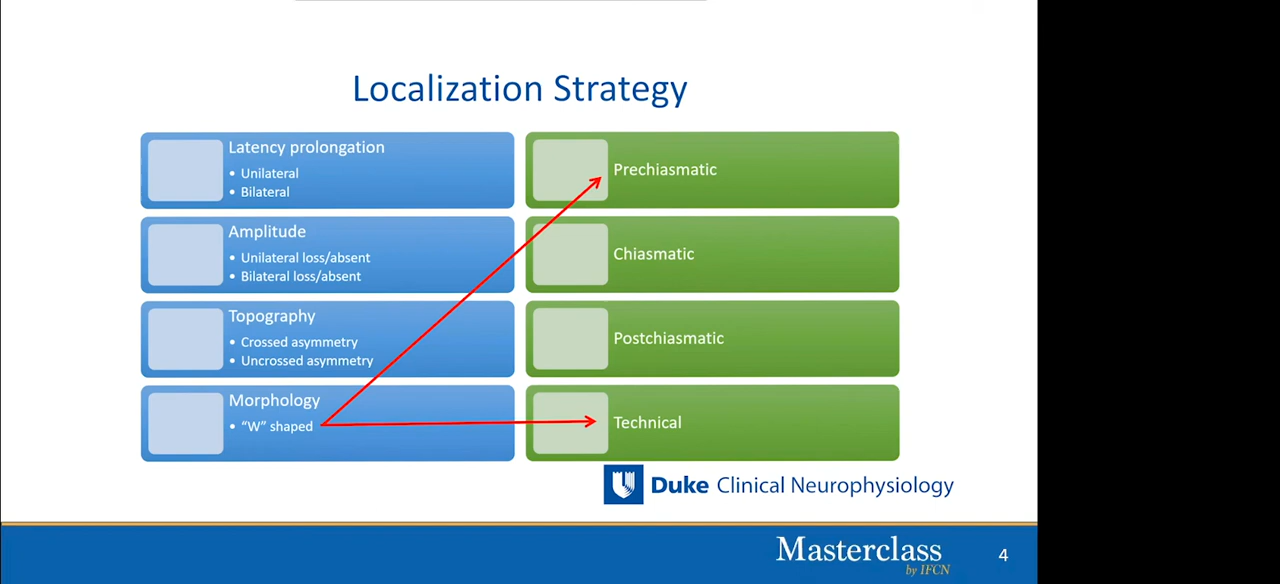 Localization Strategy
Latency prolongation
• Unilateral
• Bilateral
Amplitude
• Unilateral loss/absent
• Bilateral loss/absent
Topography
• Crossed asymmetry
• Uncrossed asymmetry
Morphology
• “W” shaped
Prechiasmatic
Chiasmatic
Postchiasmatic
Technical
Duke Clinical Neurophysiology
Masterclass
by IFCN
4